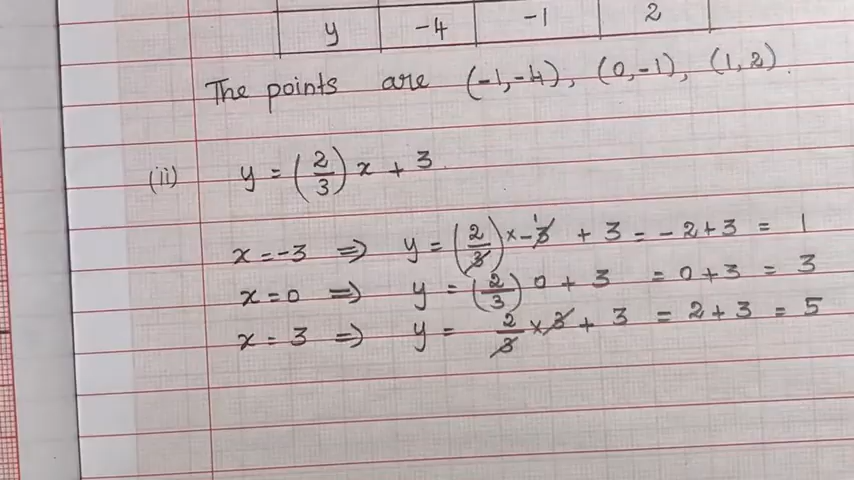 y -4 -1 2
The points are (-1,-4), (0,-1), (1,2).
(ii) y = (2/3) x + 3
x = -3 ⇒ y = (2/3) × -3 1 + 3 = -2+3 = 1
x = 0 ⇒ y = (2/3) 0 + 3 = 0+3 = 3
x = 3 ⇒ y = 2/3 × 3 + 3 = 2+3 = 5